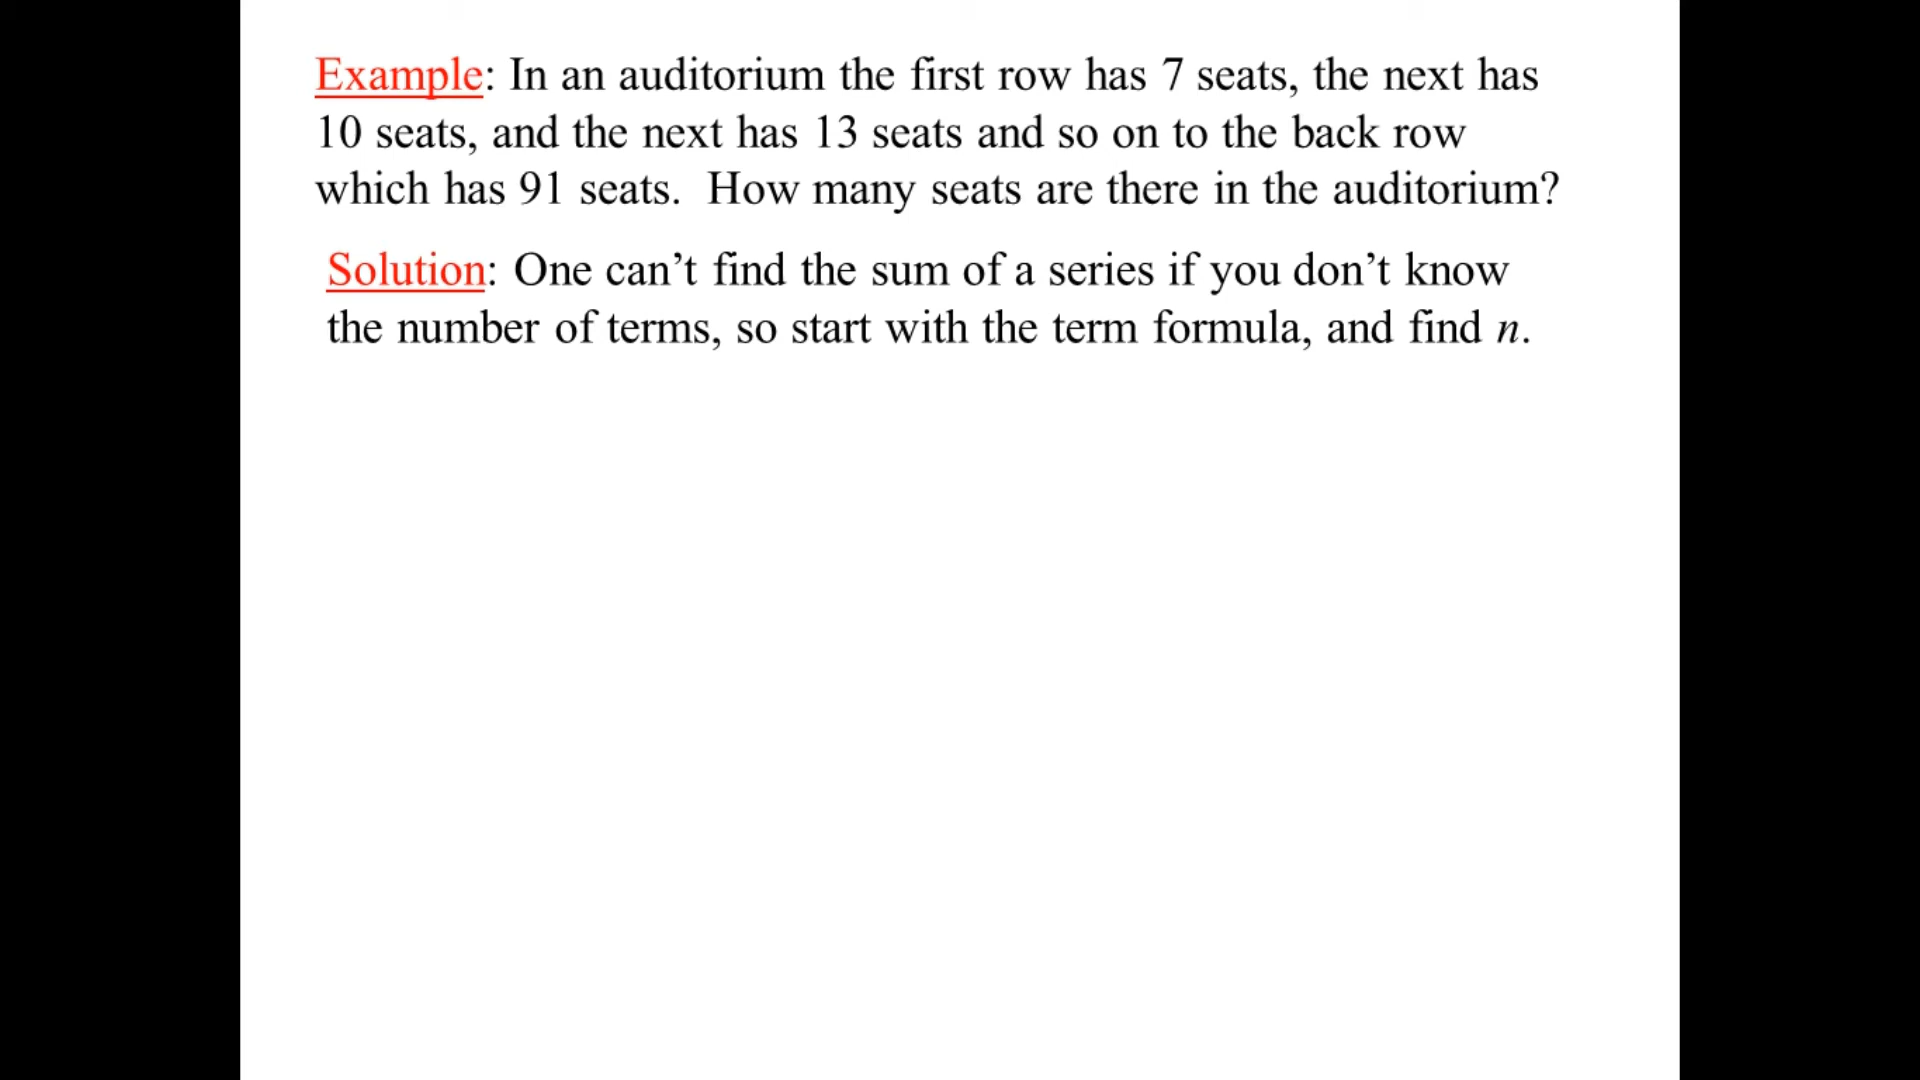 Example: In an auditorium the first row has 7 seats, the next has
10 seats, and the next has 13 seats and so on to the back row
which has 91 seats.  How many seats are there in the auditorium?
Solution: One can’t find the sum of a series if you don’t know
the number of terms, so start with the term formula, and find n.